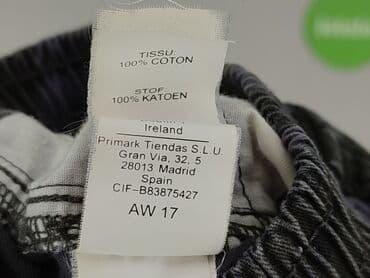 TISSU:
100% COTON
STOF
100% KATOEN
Ireland
Primark Tiendas S.L.U.
Gran Via, 32, 5
28013 Madrid
Spain
CIF-B83875427
AW 17